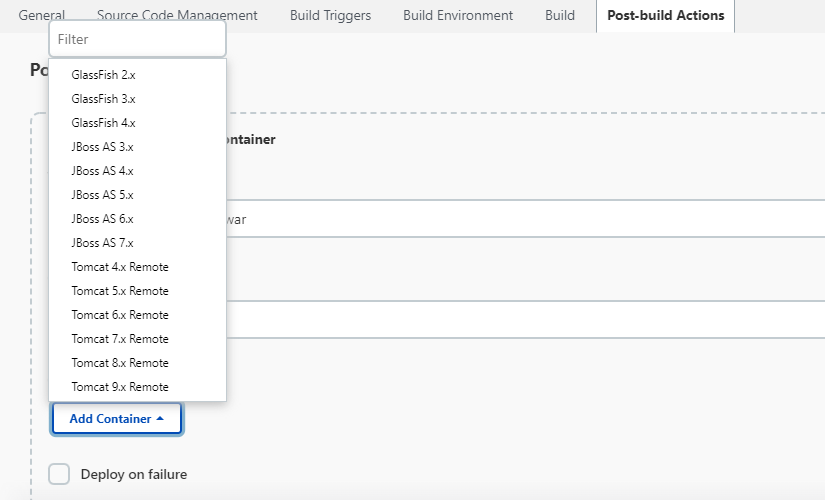 General Source Code Management Build Triggers Build Environment Build Post-build Actions
Filter
GlassFish 2.x
GlassFish 3.x
GlassFish 4.x
JBoss AS 3.x
JBoss AS 4.x
JBoss AS 5.x
JBoss AS 6.x
JBoss AS 7.x
Tomcat 4.x Remote
Tomcat 5.x Remote
Tomcat 6.x Remote
Tomcat 7.x Remote
Tomcat 8.x Remote
Tomcat 9.x Remote
ontainer
war
Add Container
Deploy on failure